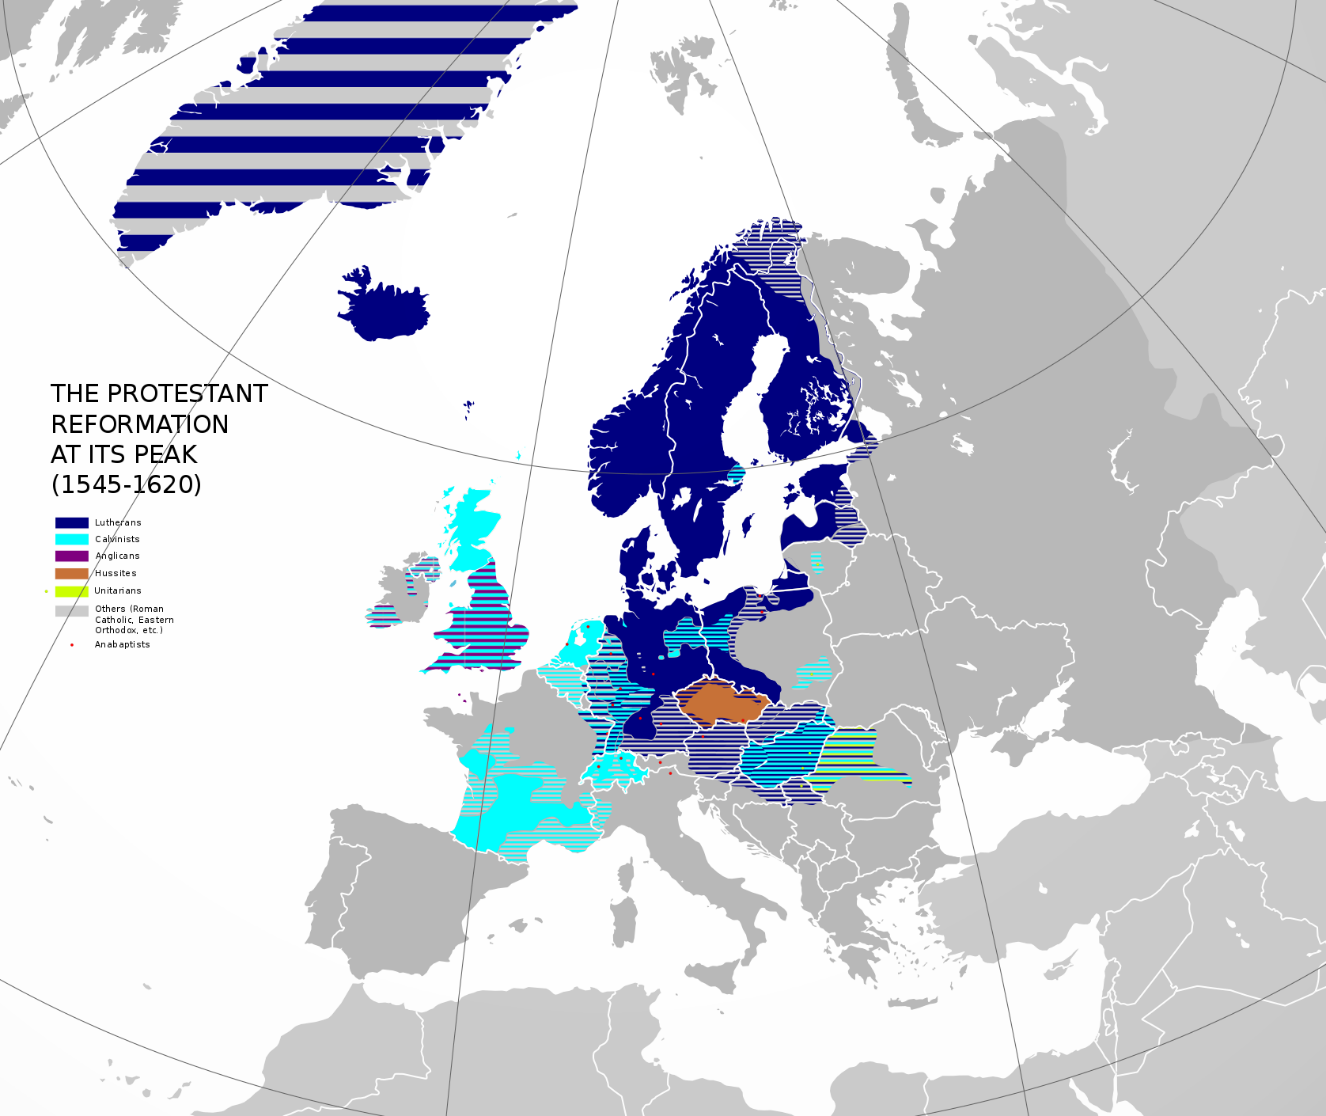 THE PROTESTANT
REFORMATION
AT ITS PEAK
(1545-1620)
Lutherans
Calvinists
Anglicans
Hussites
Unitarians
Others (Roman
Catholic, Eastern
Orthodox, etc.)
Anabaptists